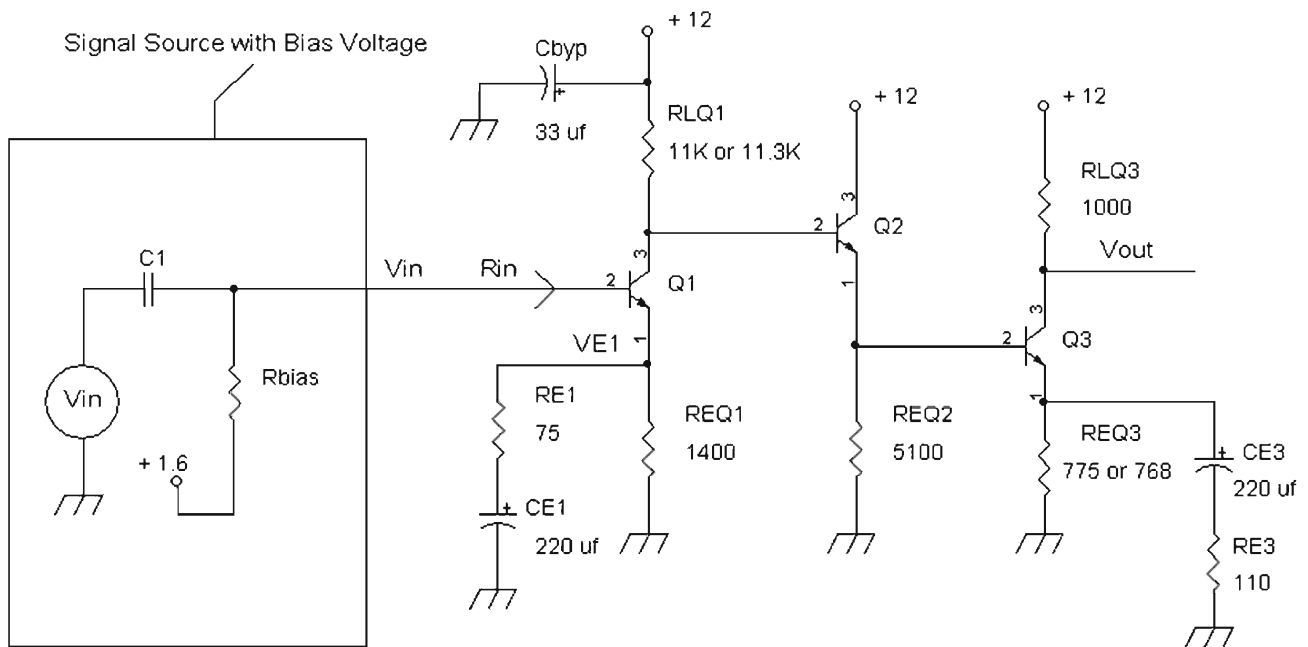 Signal Source with Bias Voltage
+ 12
Cbyp
+
33 uf
RLQ1
11K or 11.3K
+ 12
+ 12
RLQ3
1000
3
2
Q2
1
Vout
C1
Vin
Rin
3
2
Q1
1
VE1
3
2
Q3
1
Rbias
Vin
+ 1.6
RE1
75
REQ1
1400
REQ2
5100
REQ3
775 or 768
+
CE3
220 uf
+
CE1
220 uf
RE3
110